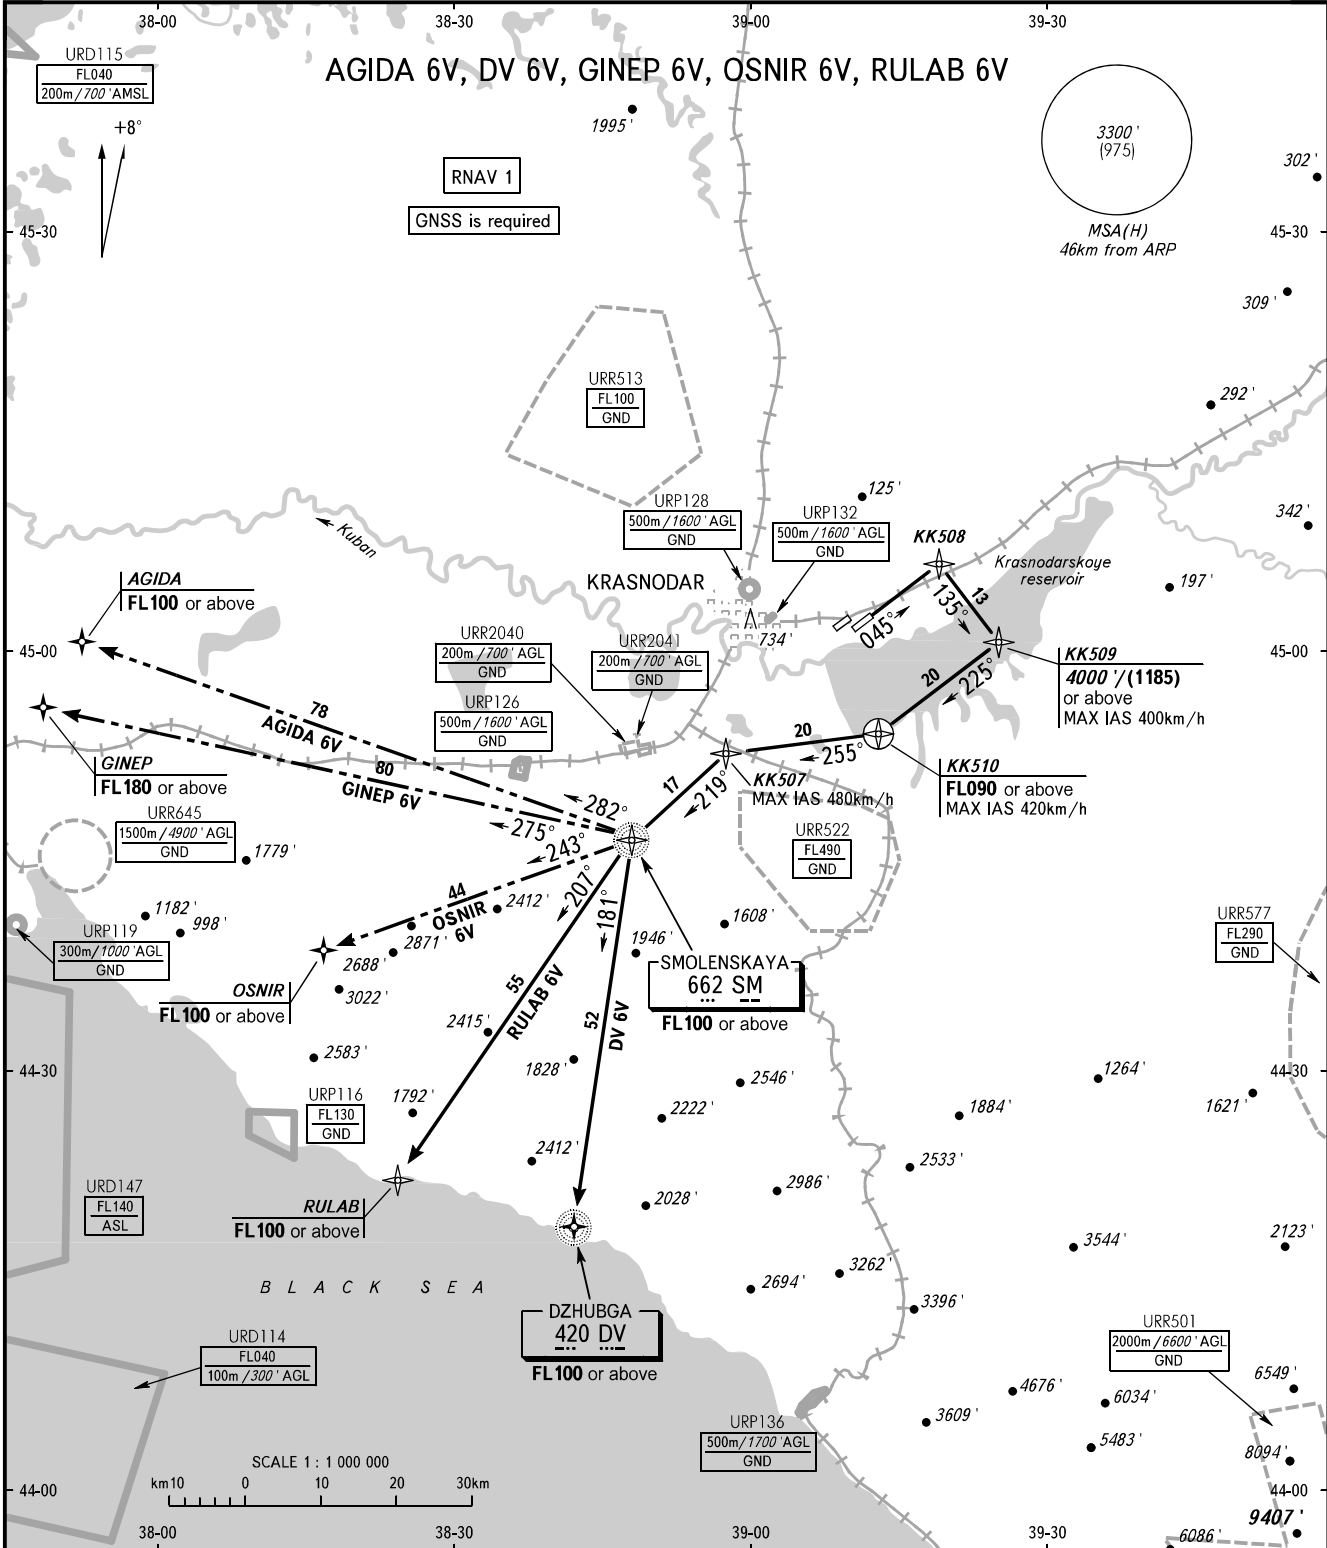 38-00
38-30
39-00
39-30
AGIDA 6V, DV 6V, GINEP 6V, OSNIR 6V, RULAB 6V
URD115
FL040
200m/700 'AMSL
+8°
1995 '
RNAV 1
GNSS is required
3300 '
(975)
MSA(H)
46km from ARP
302 '
45-30
45-30
309 '
URR513
FL100
GND
292 '
125 '
URP128
500m/1600 'AGL
GND
URP132
500m/1600 'AGL
GND
342 '
Kuban
KK508
Krasnodarskoye
reservoir
197 '
KRASNODAR
AGIDA
FL100 or above
13
135°
045°
734 '
45-00
45-00
URR2040
200m/700 'AGL
GND
URR2041
200m/700 'AGL
GND
KK509
4000 '/(1185)
or above
MAX IAS 400km/h
20
225°
URP126
500m/1600 'AGL
GND
78
AGIDA 6V
20
255°
80
GINEP 6V
GINEP
FL180 or above
KK507
MAX IAS 480km/h
KK510
FL090 or above
MAX IAS 420km/h
17
219°
282°
275°
243°
207°
181°
URR645
1500m/4900 'AGL
GND
URR522
FL490
GND
1779 '
44
OSNIR
6V
2412 '
1182 '
998 '
2871 '
2688 '
1608 '
1946 '
URP119
300m/1000 'AGL
GND
URR577
FL290
GND
SMOLENSKAYA
662 SM
FL100 or above
OSNIR
FL100 or above
3022 '
55
RULAB 6V
52
DV 6V
2415 '
2583 '
1828 '
2546 '
1264 '
44-30
44-30
URP116
FL130
GND
1792 '
2222 '
1884 '
1621 '
2412 '
2533 '
2986 '
URD147
FL140
ASL
RULAB
FL100 or above
2028 '
3544 '
2123 '
3262 '
BLACK SEA
2694 '
3396 '
DZHUBGA
420 DV
FL100 or above
URD114
FL040
100m/300 'AGL
URR501
2000m/6600 'AGL
GND
4676 '
6549 '
6034 '
3609 '
5483 '
URP136
500m/1700 'AGL
GND
8094 '
SCALE 1 : 1 000 000
km10 0 10 20 30km
44-00
44-00
9407 '
6086 '
38-00
38-30
39-00
39-30